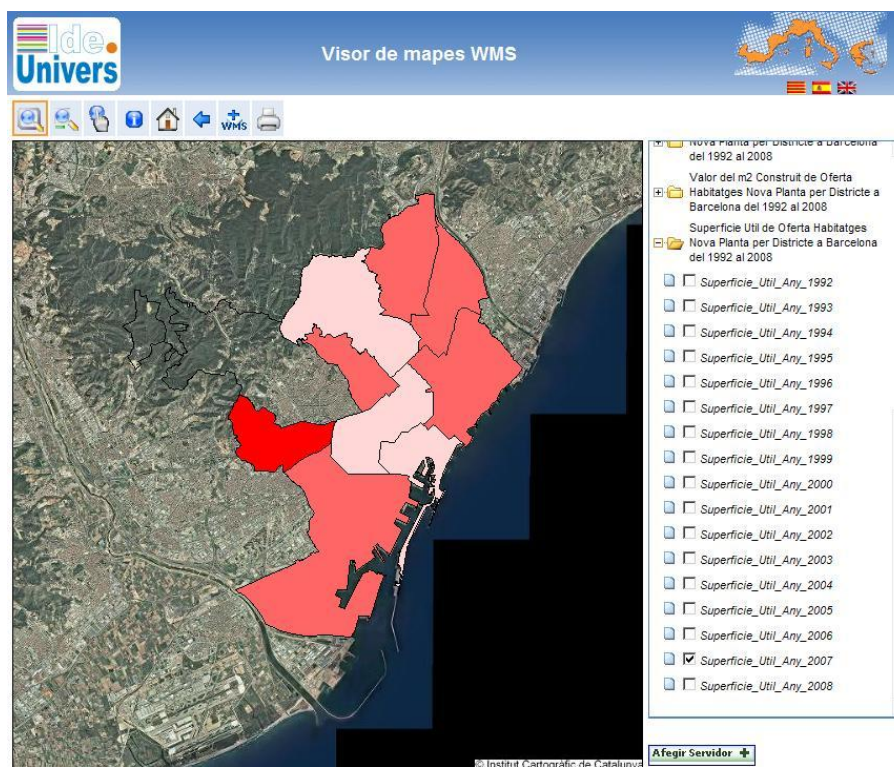 Ide.
Univers
Visor de mapes WMS
WMS
Nova Planta per Districte a Barcelona
del 1992 al 2008
Valor del m2 Construit de Oferta
Habitatges Nova Planta per Districte a
Barcelona del 1992 al 2008
Superficie Util de Oferta Habitatges
Nova Planta per Districte a Barcelona
del 1992 al 2008
Superficie_Util_Any_1992
Superficie_Util_Any_1993
Superficie_Util_Any_1994
Superficie_Util_Any_1995
Superficie_Util_Any_1996
Superficie_Util_Any_1997
Superficie_Util_Any_1998
Superficie_Util_Any_1999
Superficie_Util_Any_2000
Superficie_Util_Any_2001
Superficie_Util_Any_2002
Superficie_Util_Any_2003
Superficie_Util_Any_2004
Superficie_Util_Any_2005
Superficie_Util_Any_2006
Superficie_Util_Any_2007
Superficie_Util_Any_2008
Afegir Servidor +
© Institut Cartogràfic de Catalunya